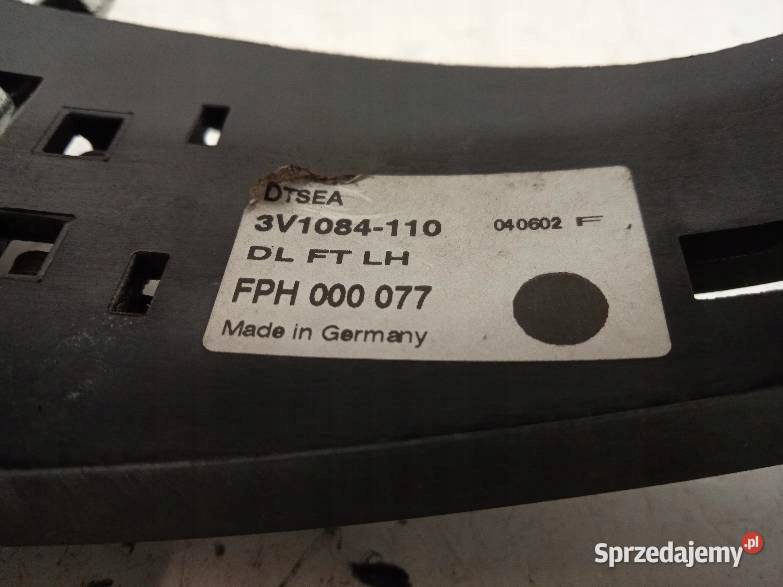 DTSEA
3V1084-110 040602 F
DL FT LH
FPH 000 077
Made in Germany
Sprzedajemy.pl